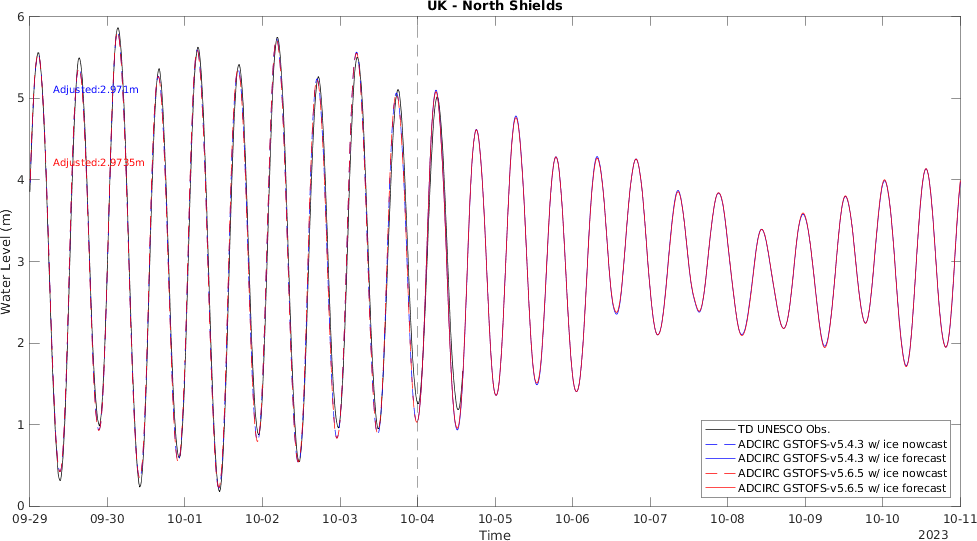 UK - North Shields
6
5
4
3
2
1
0
Adjusted:2.971m
Adjusted:2.9735m
Water Level (m)
TD UNESCO Obs.
ADCIRC GSTOFS-v5.4.3 w/ ice nowcast
ADCIRC GSTOFS-v5.4.3 w/ ice forecast
ADCIRC GSTOFS-v5.6.5 w/ ice nowcast
ADCIRC GSTOFS-v5.6.5 w/ ice forecast
09-29 09-30 10-01 10-02 10-03 10-04 10-05 10-06 10-07 10-08 10-09 10-10 10-11
Time
2023